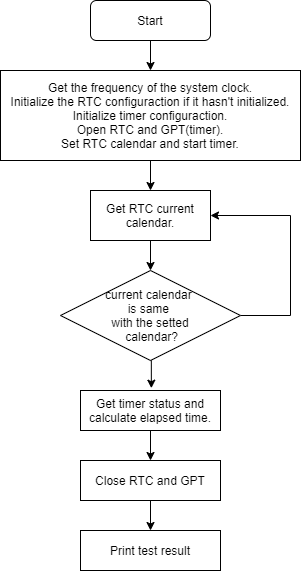 Start
Get the frequency of the system clock.
Initialize the RTC configuration if it hasn't initialized.
Initialize timer configuration.
Open RTC and GPT(timer).
Set RTC calendar and start timer.
Get RTC current
calendar.
current calendar
is same
with the setted
calendar?
Get timer status and
calculate elapsed time.
Close RTC and GPT
Print test result